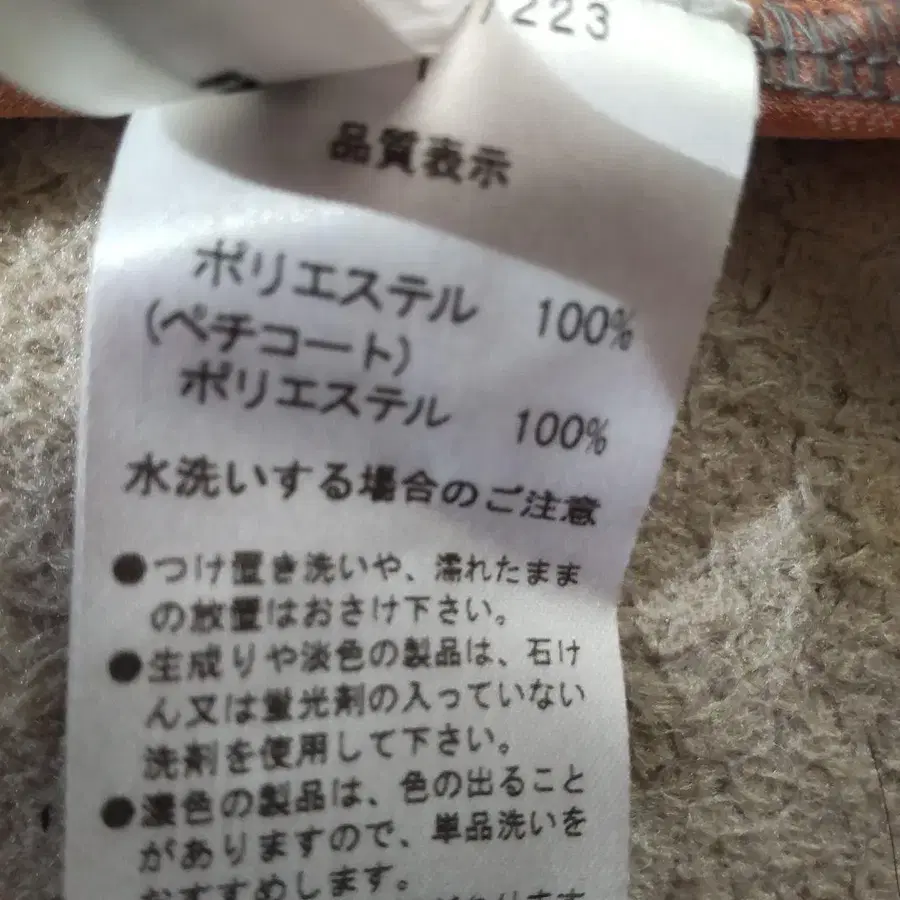 223
品質表示
ポリエステル 100%
(ペチコート)
ポリエステル 100%
水洗いする場合のご注意
●つけ置き洗いや、濡れたまま
の放置はおさけ下さい。
●生成りや淡色の製品は、石け
ん又は蛍光剤の入っていない
洗剤を使用して下さい。
●濃色の製品は、色の出ること
がありますので、単品洗いを
おすすめします。